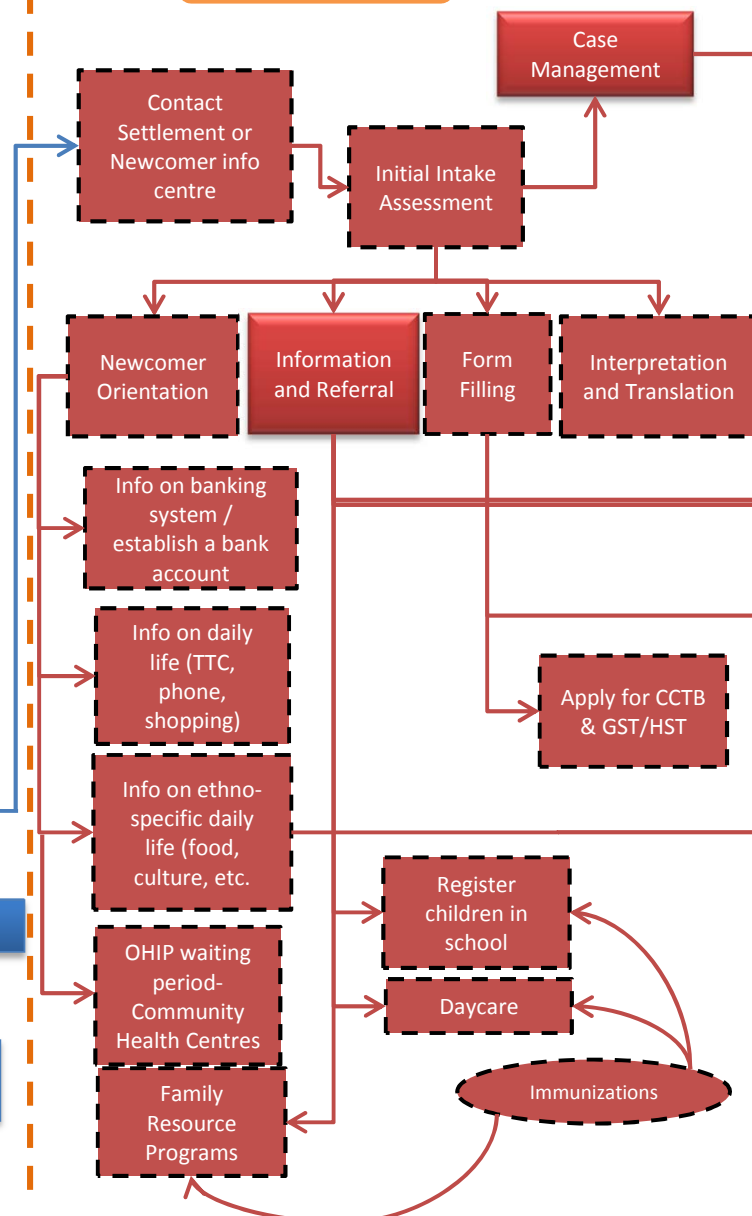 Case
Management
Contact
Settlement or
Newcomer info
centre
Initial Intake
Assessment
Newcomer
Orientation
Information
and Referral
Form
Filling
Interpretation
and Translation
Info on banking
system /
establish a bank
account
Info on daily
life (TTC,
phone,
shopping)
Apply for CCTB
& GST/HST
Info on ethno-
specific daily
life (food,
culture, etc.
Register
children in
school
OHIP waiting
period-
Community
Health Centres
Daycare
Family
Resource
Programs
Immunizations